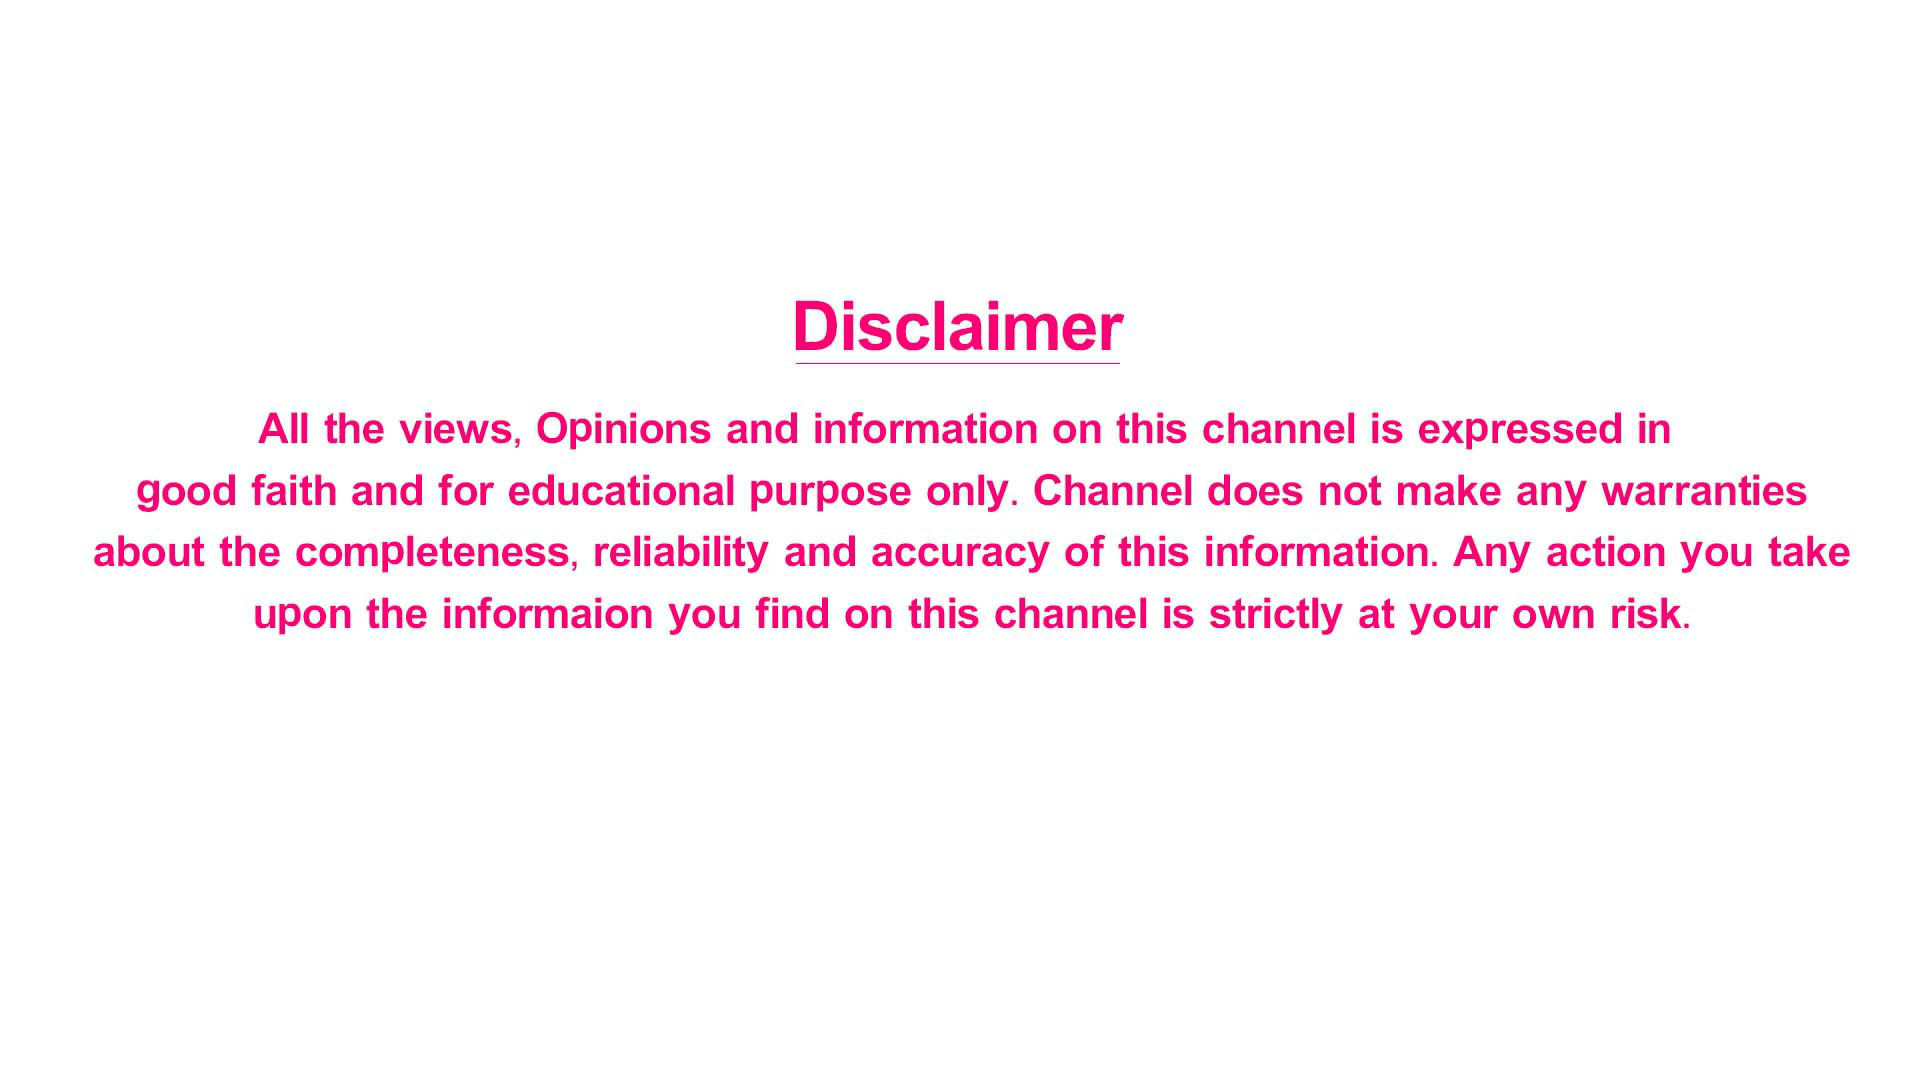 Disclaimer
All the views, Opinions and information on this channel is expressed in
good faith and for educational purpose only. Channel does not make any warranties
about the completeness, reliability and accuracy of this information. Any action you take
upon the informaion you find on this channel is strictly at your own risk.